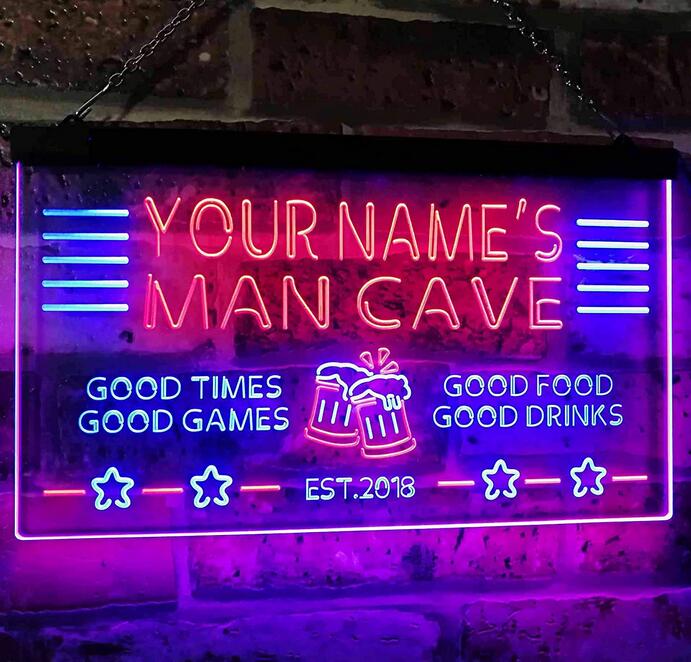 YOUR NAME'S
MAN CAVE
GOOD TIMES
GOOD GAMES
GOOD FOOD
GOOD DRINKS
EST.2018